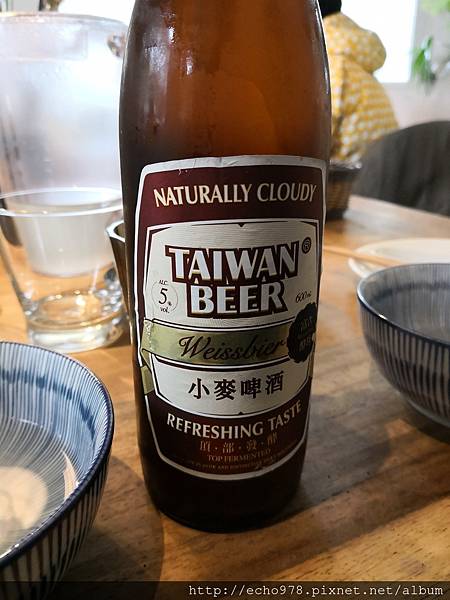 NATURALLY CLOUDY
TAIWAN
BEER®
ALC.
5%
vol.
600ml
Weissbier
小麥啤酒
REFRESHING TASTE
頂·部·發·酵
TOP FERMENTED
http://echo978.pixnet.net/album